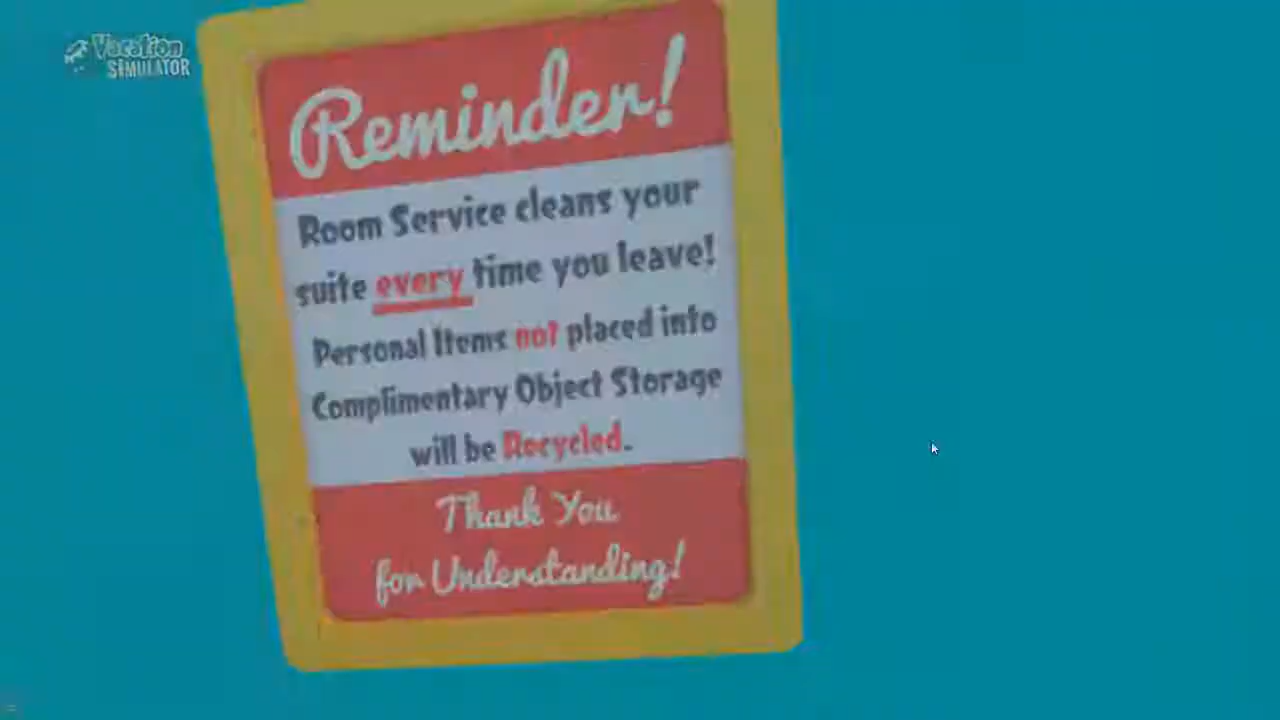 Vacation
SIMULATOR
Reminder!
Room Service cleans your
suite every time you leave!
Personal Items not placed into
Complimentary Object Storage
will be Recycled.
Thank You
for Understanding!